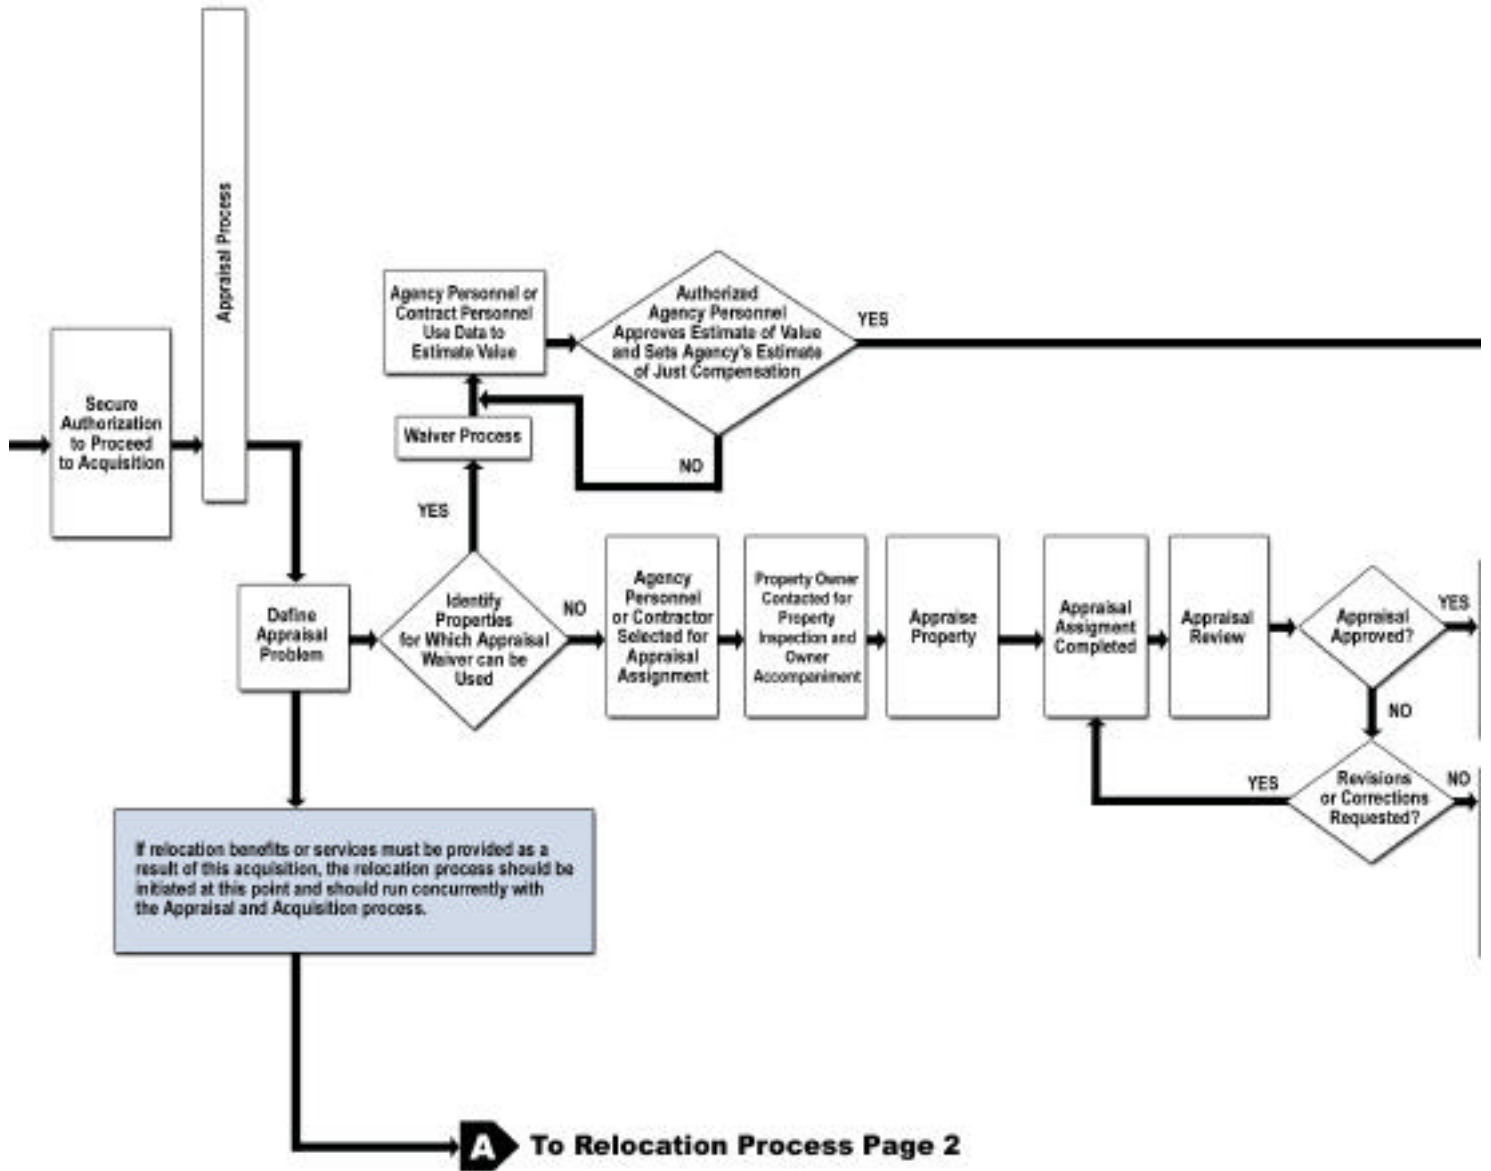 Appraisal Process
Secure
Authorization
to Proceed
to Acquisition
Agency Personnel or
Contract Personnel
Use Data to
Estimate Value
Authorized
Agency Personnel
Approves Estimate of Value
and Sets Agency's Estimate
of Just Compensation
YES
NO
Waiver Process
YES
Define
Appraisal
Problem
Identify
Properties
for Which Appraisal
Waiver can be
Used
NO
Agency
Personnel
or Contractor
Selected for
Appraisal
Assignment
Property Owner
Contacted for
Property
Inspection and
Owner
Accompaniment
Appraise
Property
Appraisal
Assigment
Completed
Appraisal
Review
Appraisal
Approved?
YES
NO
Revisions
or Corrections
Requested?
YES
NO
If relocation benefits or services must be provided as a
result of this acquisition, the relocation process should be
initiated at this point and should run concurrently with
the Appraisal and Acquisition process.
A To Relocation Process Page 2